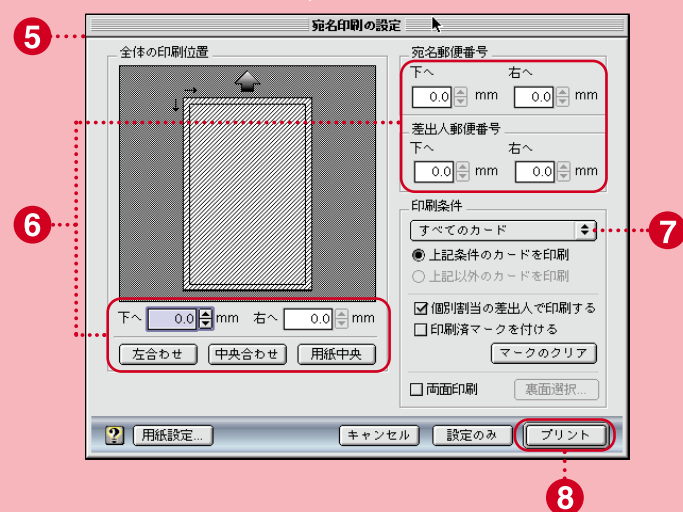 宛名印刷の設定
5
全体の印刷位置
下へ 0.0 mm 右へ 0.0 mm
左合わせ 中央合わせ 用紙中央
6
宛名郵便番号
下へ 右へ
0.0 mm 0.0 mm
差出人郵便番号
下へ 右へ
0.0 mm 0.0 mm
印刷条件
すべてのカード
7
上記条件のカードを印刷
上記以外のカードを印刷
個別割当の差出人で印刷する
印刷済マークを付ける
マークのクリア
両面印刷 裏面選択...
? 用紙設定... キャンセル 設定のみ プリント
8